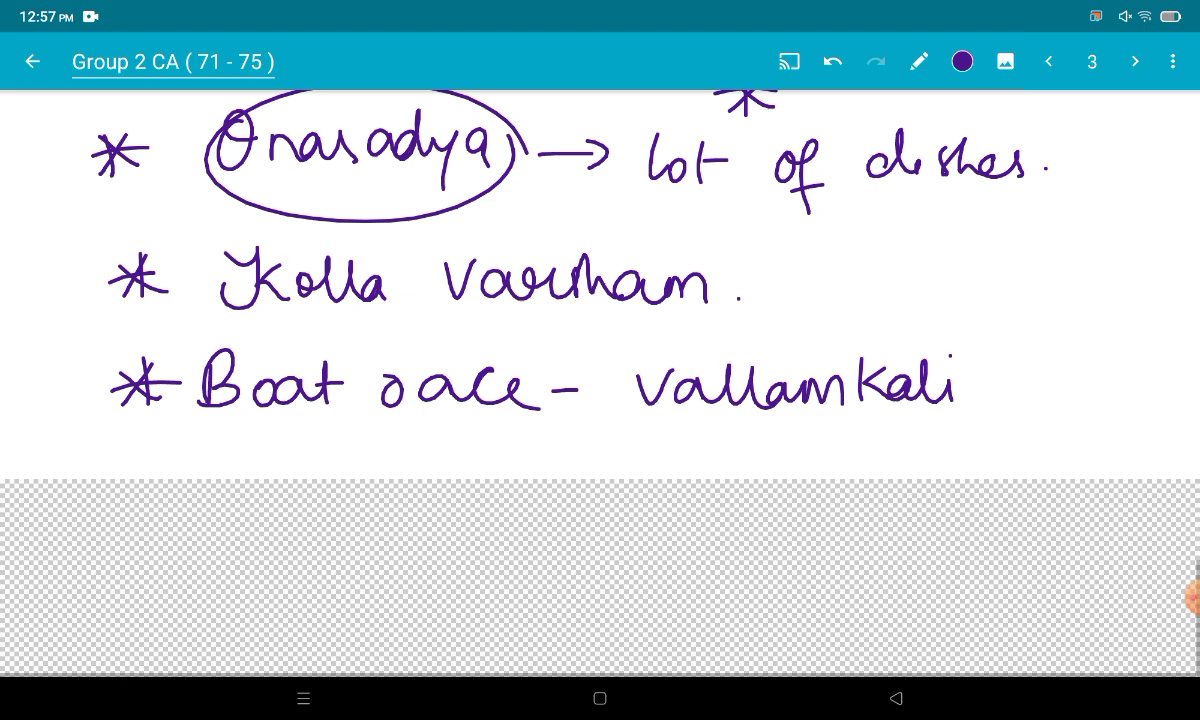 12:57 PM
Group 2 CA ( 71 - 75 ) 3
* Onasadya → lot of dishes.
* Kolla varsham.
* Boat race - vallamkali